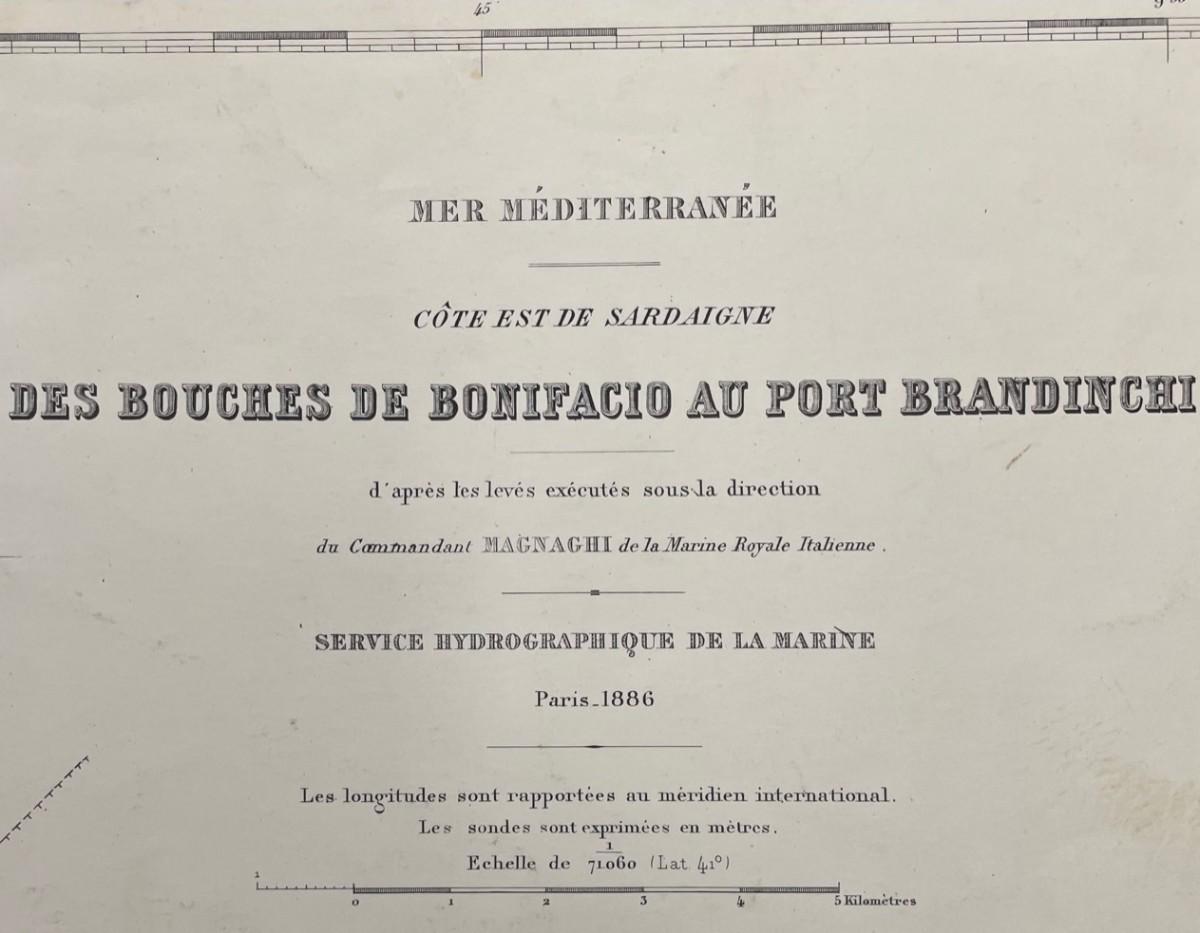 45'
MER MÉDITERRANÉE
CÔTE EST DE SARDAIGNE
DES BOUCHES DE BONIFACIO AU PORT BRANDINCHI
d'après les levés exécutés sous la direction
du Commandant MAGNAGHI de la Marine Royale Italienne.
SERVICE HYDROGRAPHIQUE DE LA MARINE
Paris_1886
Les longitudes sont rapportées au méridien international.
Les sondes sont exprimées en mètres.
Echelle de 1/71060 (Lat. 41°)
1 0 1 2 3 4 5 Kilomètres